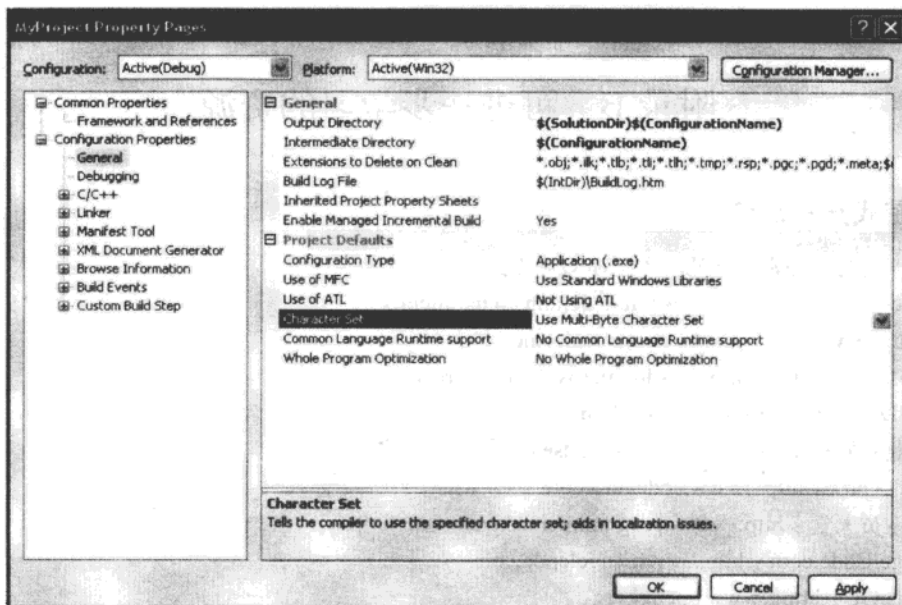 MyProject Property Pages
Configuration: Active(Debug) Platform: Active(Win32) Configuration Manager...
Common Properties
Framework and References
Configuration Properties
General
Debugging
C/C++
Linker
Manifest Tool
XML Document Generator
Browse Information
Build Events
Custom Build Step
General
Output Directory $(SolutionDir)$(ConfigurationName)
Intermediate Directory $(ConfigurationName)
Extensions to Delete on Clean *.obj;*.ilk;*.tlb;*.tli;*.tlh;*.tmp;*.rsp;*.pgc;*.pgd;*.meta;$(
Build Log File $(IntDir)\BuildLog.htm
Inherited Project Property Sheets
Enable Managed Incremental Build Yes
Project Defaults
Configuration Type Application (.exe)
Use of MFC Use Standard Windows Libraries
Use of ATL Not Using ATL
Character Set Use Multi-Byte Character Set
Common Language Runtime support No Common Language Runtime support
Whole Program Optimization No Whole Program Optimization
Character Set
Tells the compiler to use the specified character set; aids in localization issues.
OK Cancel Apply